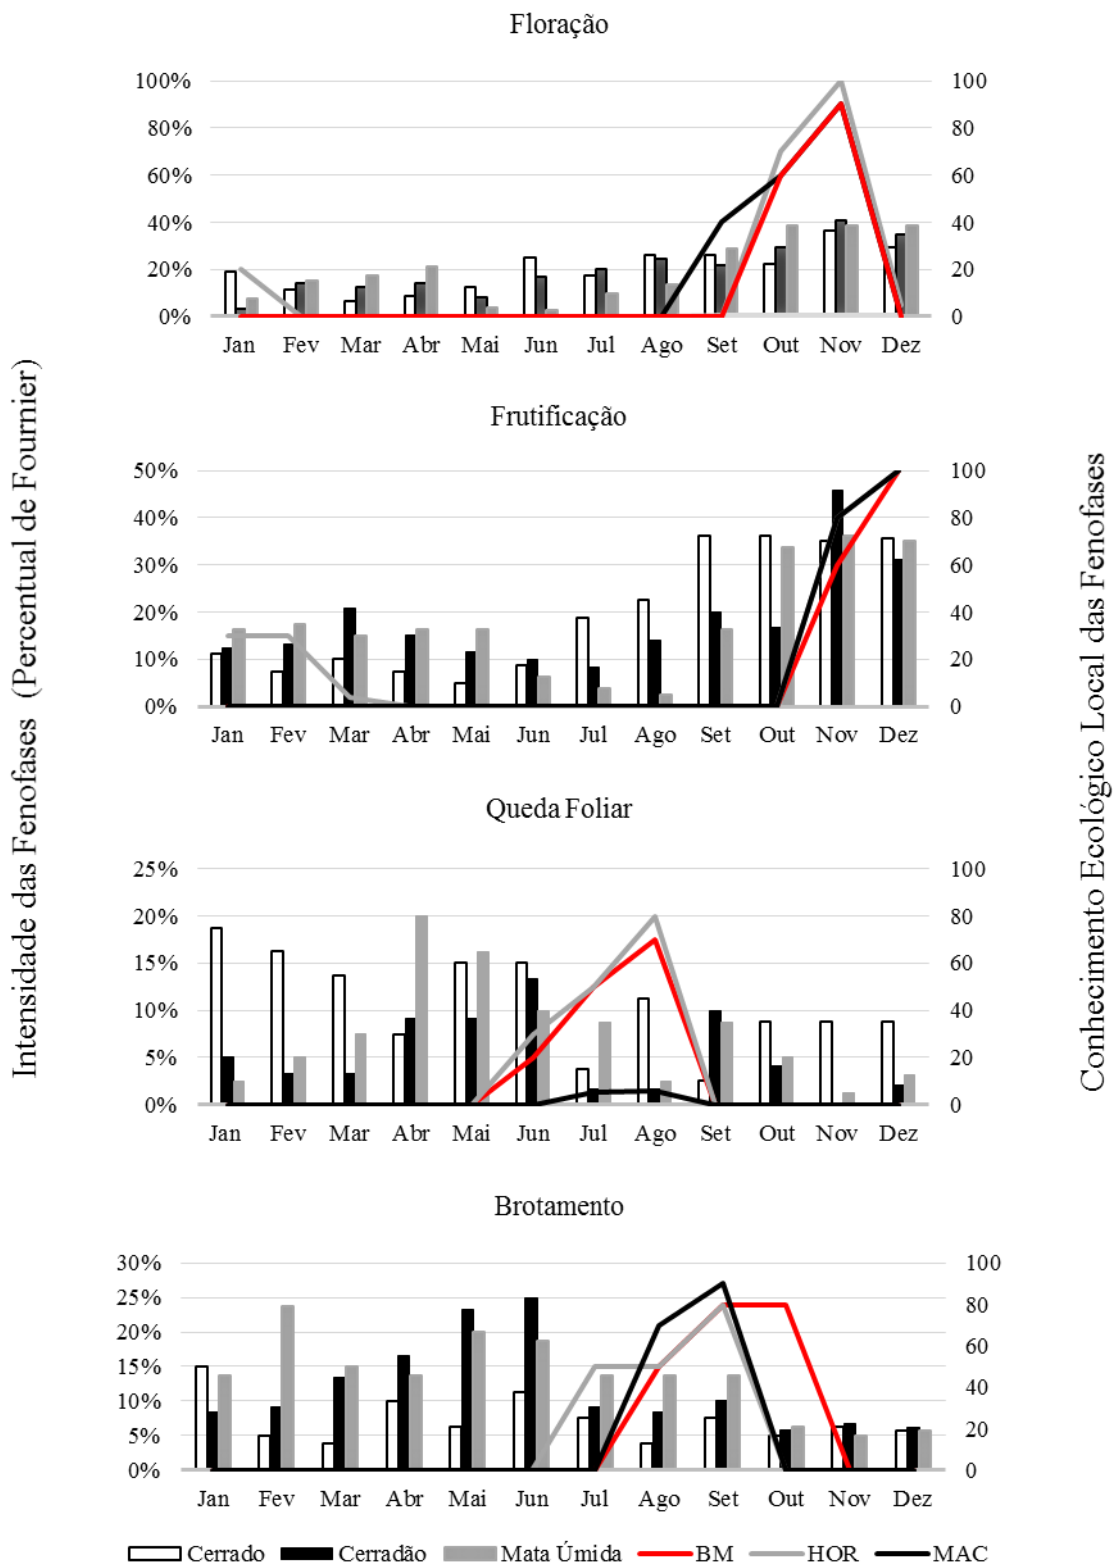 Floração
100% 100
80% 80
60% 60
40% 40
20% 20
0% 0
Jan Fev Mar Abr Mai Jun Jul Ago Set Out Nov Dez
Frutificação
50% 100
40% 80
30% 60
20% 40
10% 20
0% 0
Jan Fev Mar Abr Mai Jun Jul Ago Set Out Nov Dez
Queda Foliar
25% 100
20% 80
15% 60
10% 40
5% 20
0% 0
Jan Fev Mar Abr Mai Jun Jul Ago Set Out Nov Dez
Brotamento
30% 100
25% 80
20% 60
15% 40
10% 20
5% 0
0%
Jan Fev Mar Abr Mai Jun Jul Ago Set Out Nov Dez
Cerrado Cerradão Mata Úmida BM HOR MAC
Intensidade das Fenofases (Percentual de Fournier)
Conhecimento Ecológico Local das Fenofases